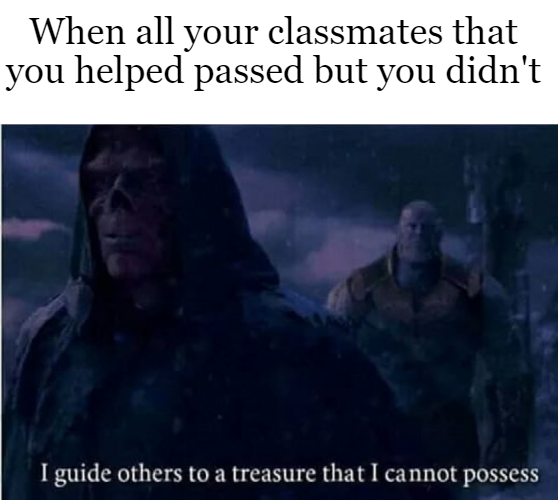 When all your classmates that
you helped passed but you didn't
I guide others to a treasure that I cannot possess